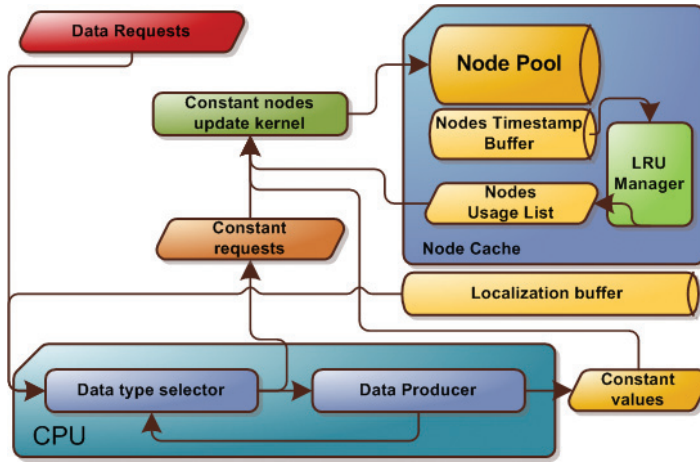 Data Requests
Node Pool
Constant nodes
update kernel
Nodes Timestamp
Buffer
LRU
Manager
Nodes
Usage List
Constant
requests
Node Cache
Localization buffer
Data type selector
Data Producer
Constant
values
CPU